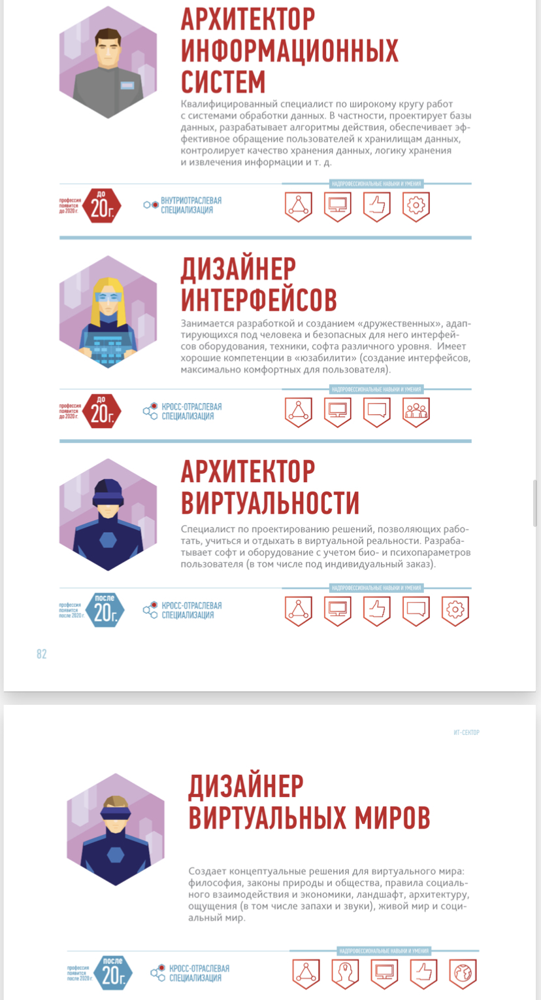 АРХИТЕКТОР
ИНФОРМАЦИОННЫХ
СИСТЕМ
Квалифицированный специалист по широкому кругу работ
с системами обработки данных. В частности, проектирует базы
данных, разрабатывает алгоритмы действия, обеспечивает эф-
фективное обращение пользователей к хранилищам данных,
контролирует качество хранения данных, логику хранения
и извлечения информации и т. д.
НАДПРОФЕССИОНАЛЬНЫЕ НАВЫКИ И УМЕНИЯ
профессия
появится
до 2020 г.
до
20г.
ВНУТРИОТРАСЛЕВАЯ
СПЕЦИАЛИЗАЦИЯ
ДИЗАЙНЕР
ИНТЕРФЕЙСОВ
Занимается разработкой и созданием «дружественных», адап-
тирующихся под человека и безопасных для него интерфей-
сов оборудования, техники, софта различного уровня. Имеет
хорошие компетенции в «юзабилити» (создание интерфейсов,
максимально комфортных для пользователя).
НАДПРОФЕССИОНАЛЬНЫЕ НАВЫКИ И УМЕНИЯ
профессия
появится
до 2020 г.
до
20г.
КРОСС-ОТРАСЛЕВАЯ
СПЕЦИАЛИЗАЦИЯ
АРХИТЕКТОР
ВИРТУАЛЬНОСТИ
Специалист по проектированию решений, позволяющих рабо-
тать, учиться и отдыхать в виртуальной реальности. Разраба-
тывает софт и оборудование с учетом био- и психопараметров
пользователя (в том числе под индивидуальный заказ).
НАДПРОФЕССИОНАЛЬНЫЕ НАВЫКИ И УМЕНИЯ
профессия
появится
после 2020 г.
после
20г.
КРОСС-ОТРАСЛЕВАЯ
СПЕЦИАЛИЗАЦИЯ
82
ИТ-СЕКТОР
ДИЗАЙНЕР
ВИРТУАЛЬНЫХ МИРОВ
Создает концептуальные решения для виртуального мира:
философия, законы природы и общества, правила социаль-
ного взаимодействия и экономики, ландшафт, архитектуру,
ощущения (в том числе запахи и звуки), живой мир и соци-
альный мир.
НАДПРОФЕССИОНАЛЬНЫЕ НАВЫКИ И УМЕНИЯ
профессия
появится
после 2020 г.
после
20г.
КРОСС-ОТРАСЛЕВАЯ
СПЕЦИАЛИЗАЦИЯ